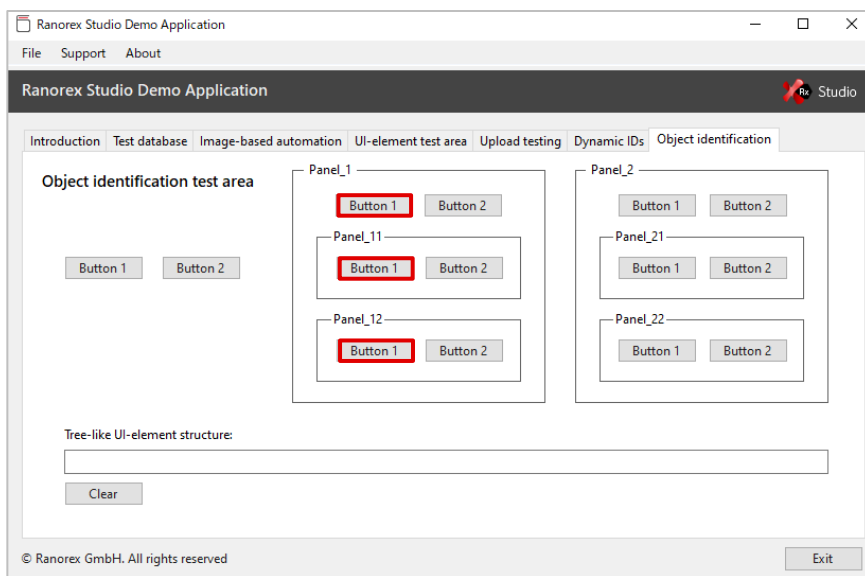 Ranorex Studio Demo Application
File Support About
Ranorex Studio Demo Application
Rx Studio
Introduction Test database Image-based automation UI-element test area Upload testing Dynamic IDs Object identification
Object identification test area
Button 1 Button 2
Panel_1
Button 1 Button 2
Panel_11
Button 1 Button 2
Panel_12
Button 1 Button 2
Panel_2
Button 1 Button 2
Panel_21
Button 1 Button 2
Panel_22
Button 1 Button 2
Tree-like UI-element structure:
Clear
© Ranorex GmbH. All rights reserved
Exit